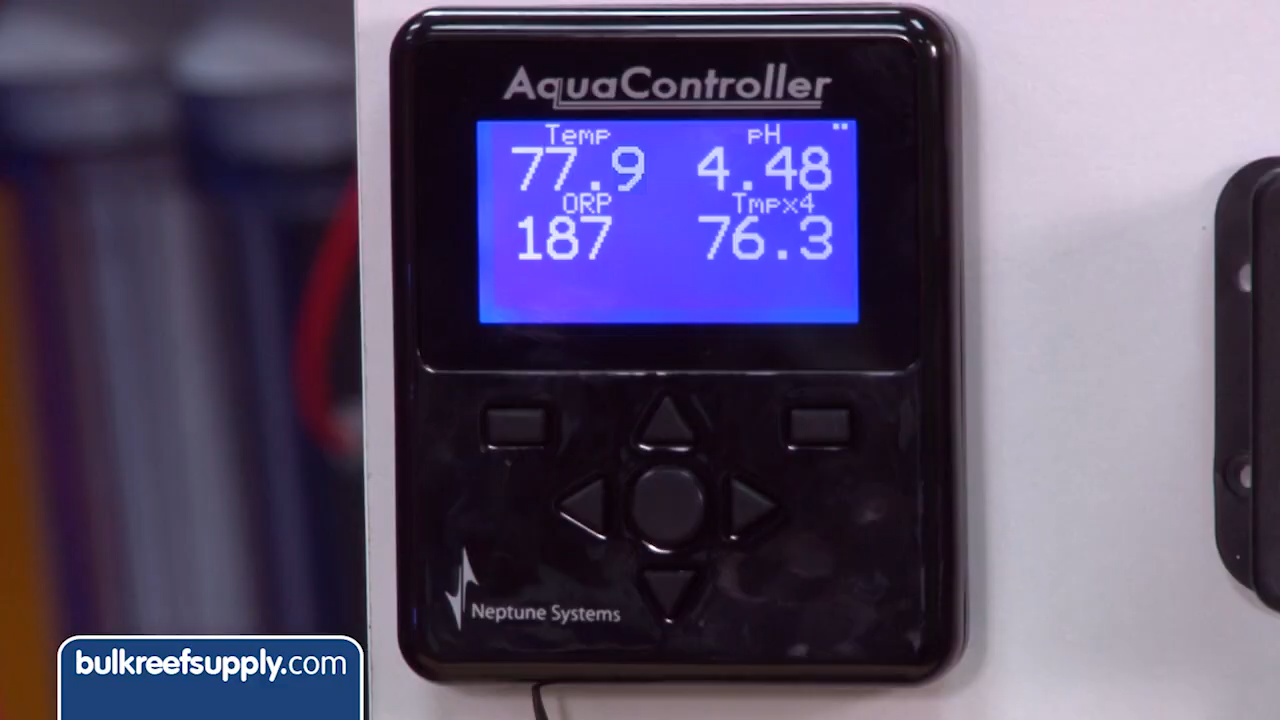 AquaController
Temp pH "
77.9 4.48
ORP Tmpx4
187 76.3
Neptune Systems
bulkreefsupply.com